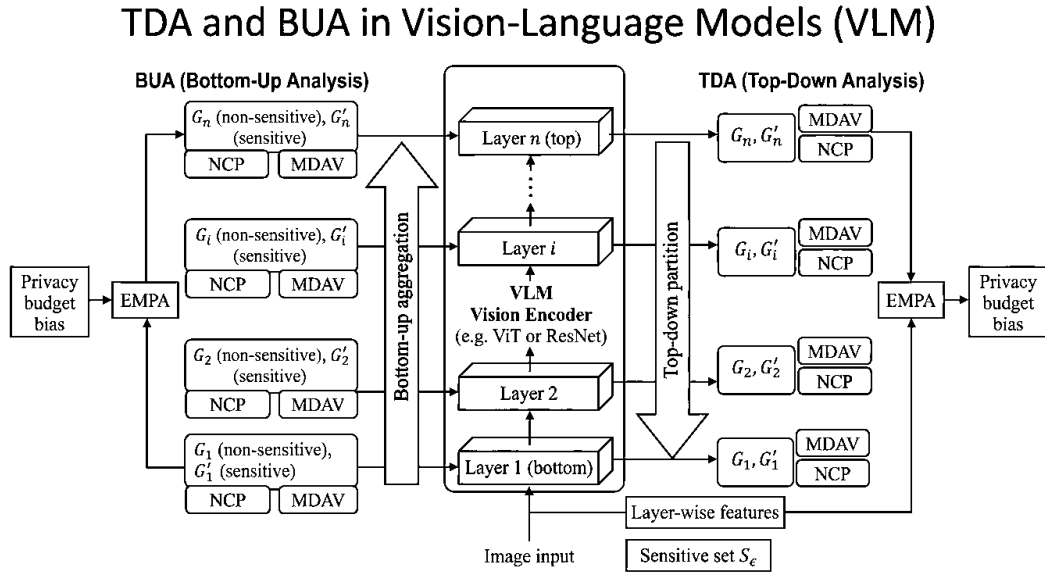 TDA and BUA in Vision-Language Models (VLM)
BUA (Bottom-Up Analysis)
TDA (Top-Down Analysis)
Gₙ (non-sensitive), G′ₙ
(sensitive)
NCP
MDAV
Layer n (top)
Gₙ, G′ₙ
MDAV
NCP
Gᵢ (non-sensitive), G′ᵢ
(sensitive)
NCP
MDAV
Layer i
Gᵢ, G′ᵢ
MDAV
NCP
Privacy
budget
bias
EMPA
Bottom-up aggregation
VLM
Vision Encoder
(e.g. ViT or ResNet)
Top-down partition
EMPA
Privacy
budget
bias
G₂ (non-sensitive), G′₂
(sensitive)
NCP
MDAV
Layer 2
G₂, G′₂
MDAV
NCP
G₁ (non-sensitive),
G′₁ (sensitive)
NCP
MDAV
Layer 1 (bottom)
G₁, G′₁
MDAV
NCP
Layer-wise features
Image input
Sensitive set S_ϵ